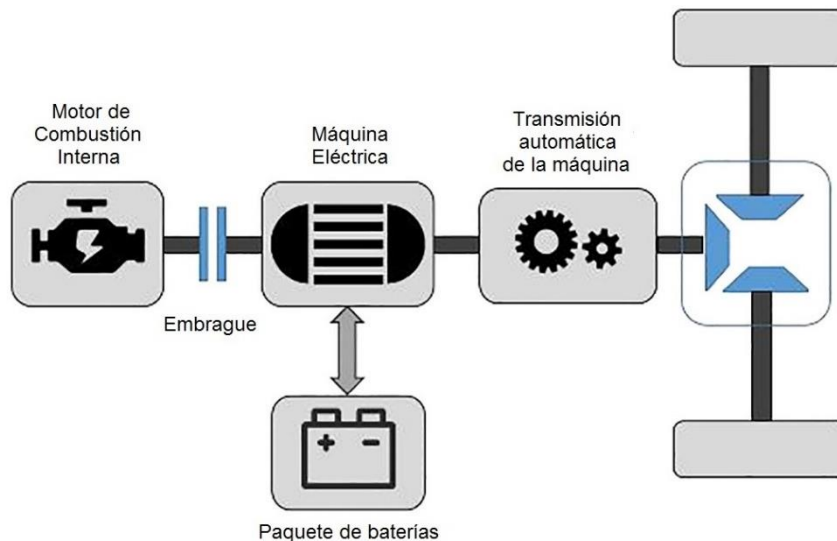 Motor de
Combustión
Interna
Máquina
Eléctrica
Transmisión
automática
de la máquina
Embrague
+ −
Paquete de baterías